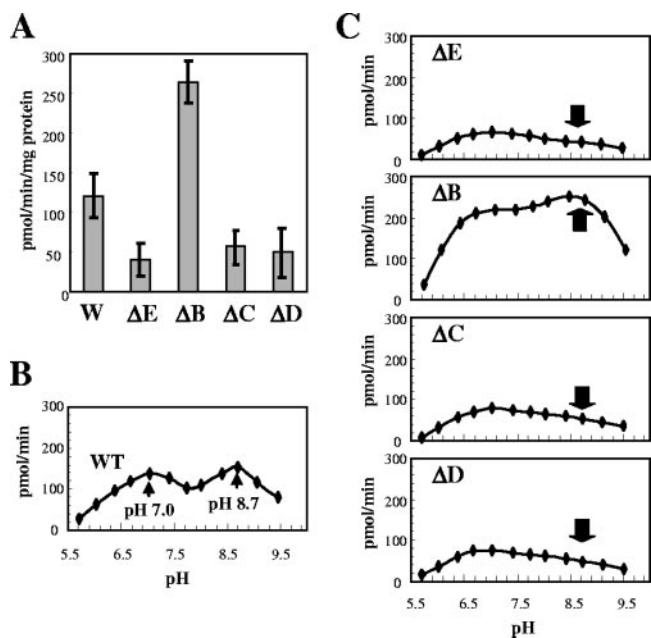 A
pmol/min/mg protein
300
250
200
150
100
50
0
W ΔE ΔB ΔC ΔD
B
pmol/min
300
200
100
0
WT
pH 7.0
pH 8.7
5.5 6.5 7.5 8.5 9.5
pH
C
ΔE
pmol/min
300
200
100
0
ΔB
pmol/min
300
200
100
0
ΔC
pmol/min
300
200
100
0
ΔD
pmol/min
300
200
100
0
5.5 6.5 7.5 8.5 9.5
pH